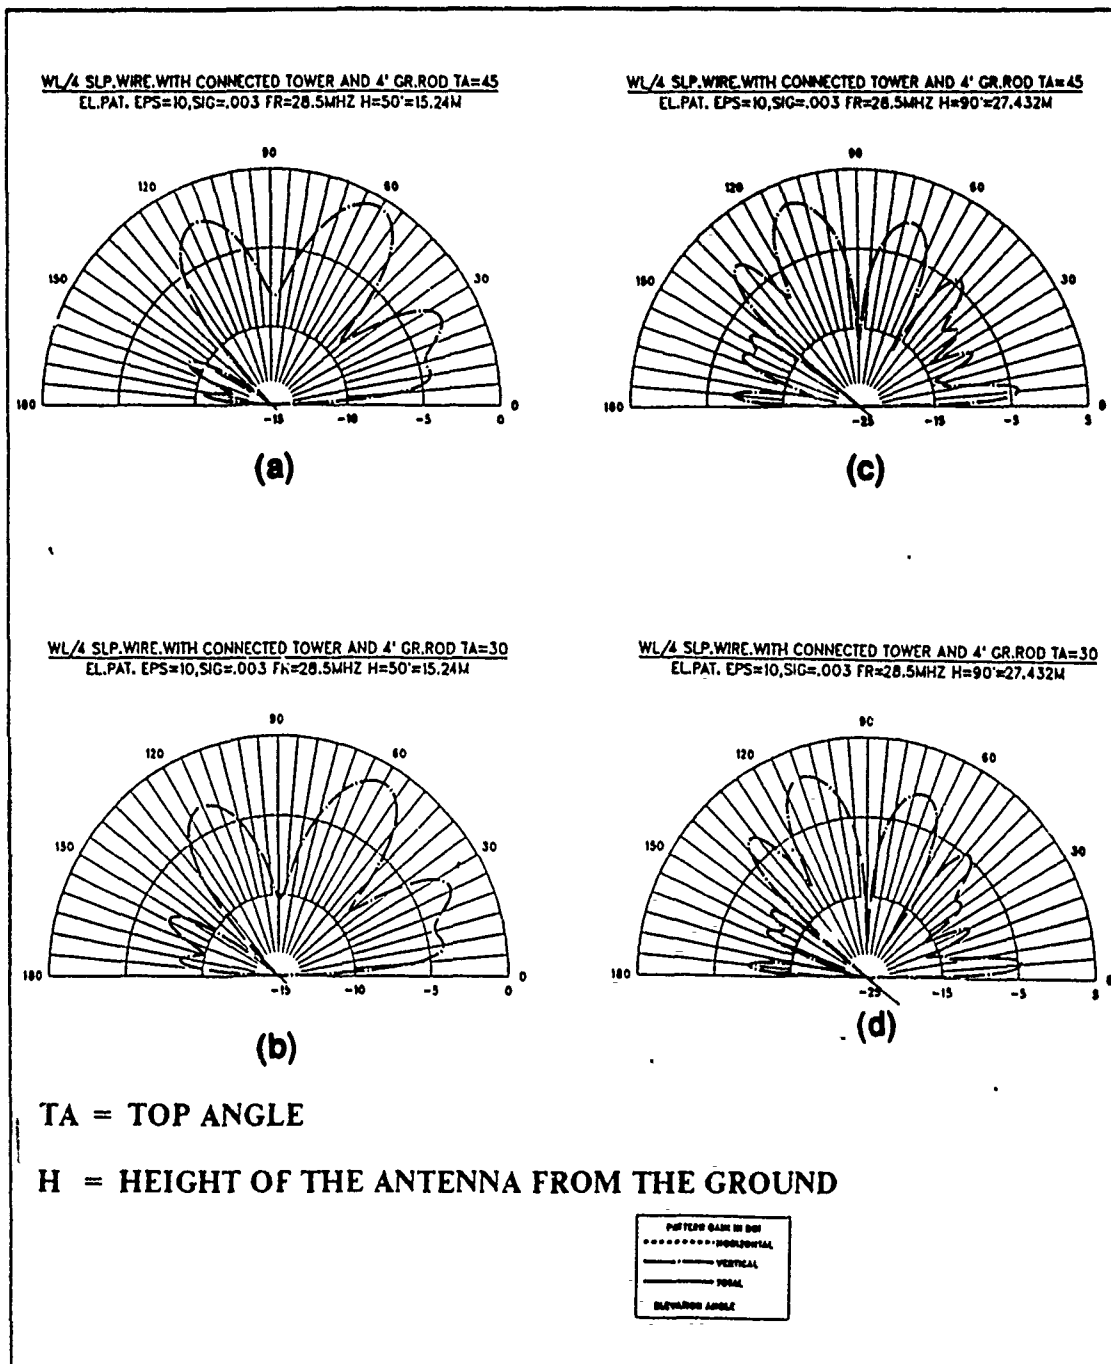 WL/4 SLP.WIRE.WITH CONNECTED TOWER AND 4' GR.ROD TA=45
EL.PAT. EPS=10,SIG=.003 FR=28.5MHZ H=50'=15.24M
90
120
60
150
30
180
0
-15
-10
-5
0
(a)
WL/4 SLP.WIRE.WITH CONNECTED TOWER AND 4' GR.ROD TA=45
EL.PAT. EPS=10,SIG=.003 FR=28.5MHZ H=90'=27.432M
90
120
60
150
30
180
0
-25
-15
-5
5
(c)
WL/4 SLP.WIRE.WITH CONNECTED TOWER AND 4' GR.ROD TA=30
EL.PAT. EPS=10,SIG=.003 FR=28.5MHZ H=50'=15.24M
90
120
60
150
30
180
0
-15
-10
-5
0
(b)
WL/4 SLP.WIRE.WITH CONNECTED TOWER AND 4' GR.ROD TA=30
EL.PAT. EPS=10,SIG=.003 FR=28.5MHZ H=90'=27.432M
90
120
60
150
30
180
0
-25
-15
-5
5
(d)
TA = TOP ANGLE
H = HEIGHT OF THE ANTENNA FROM THE GROUND
PATTERN GAIN IN DBI
HORIZONTAL
VERTICAL
TOTAL
ELEVATION ANGLE